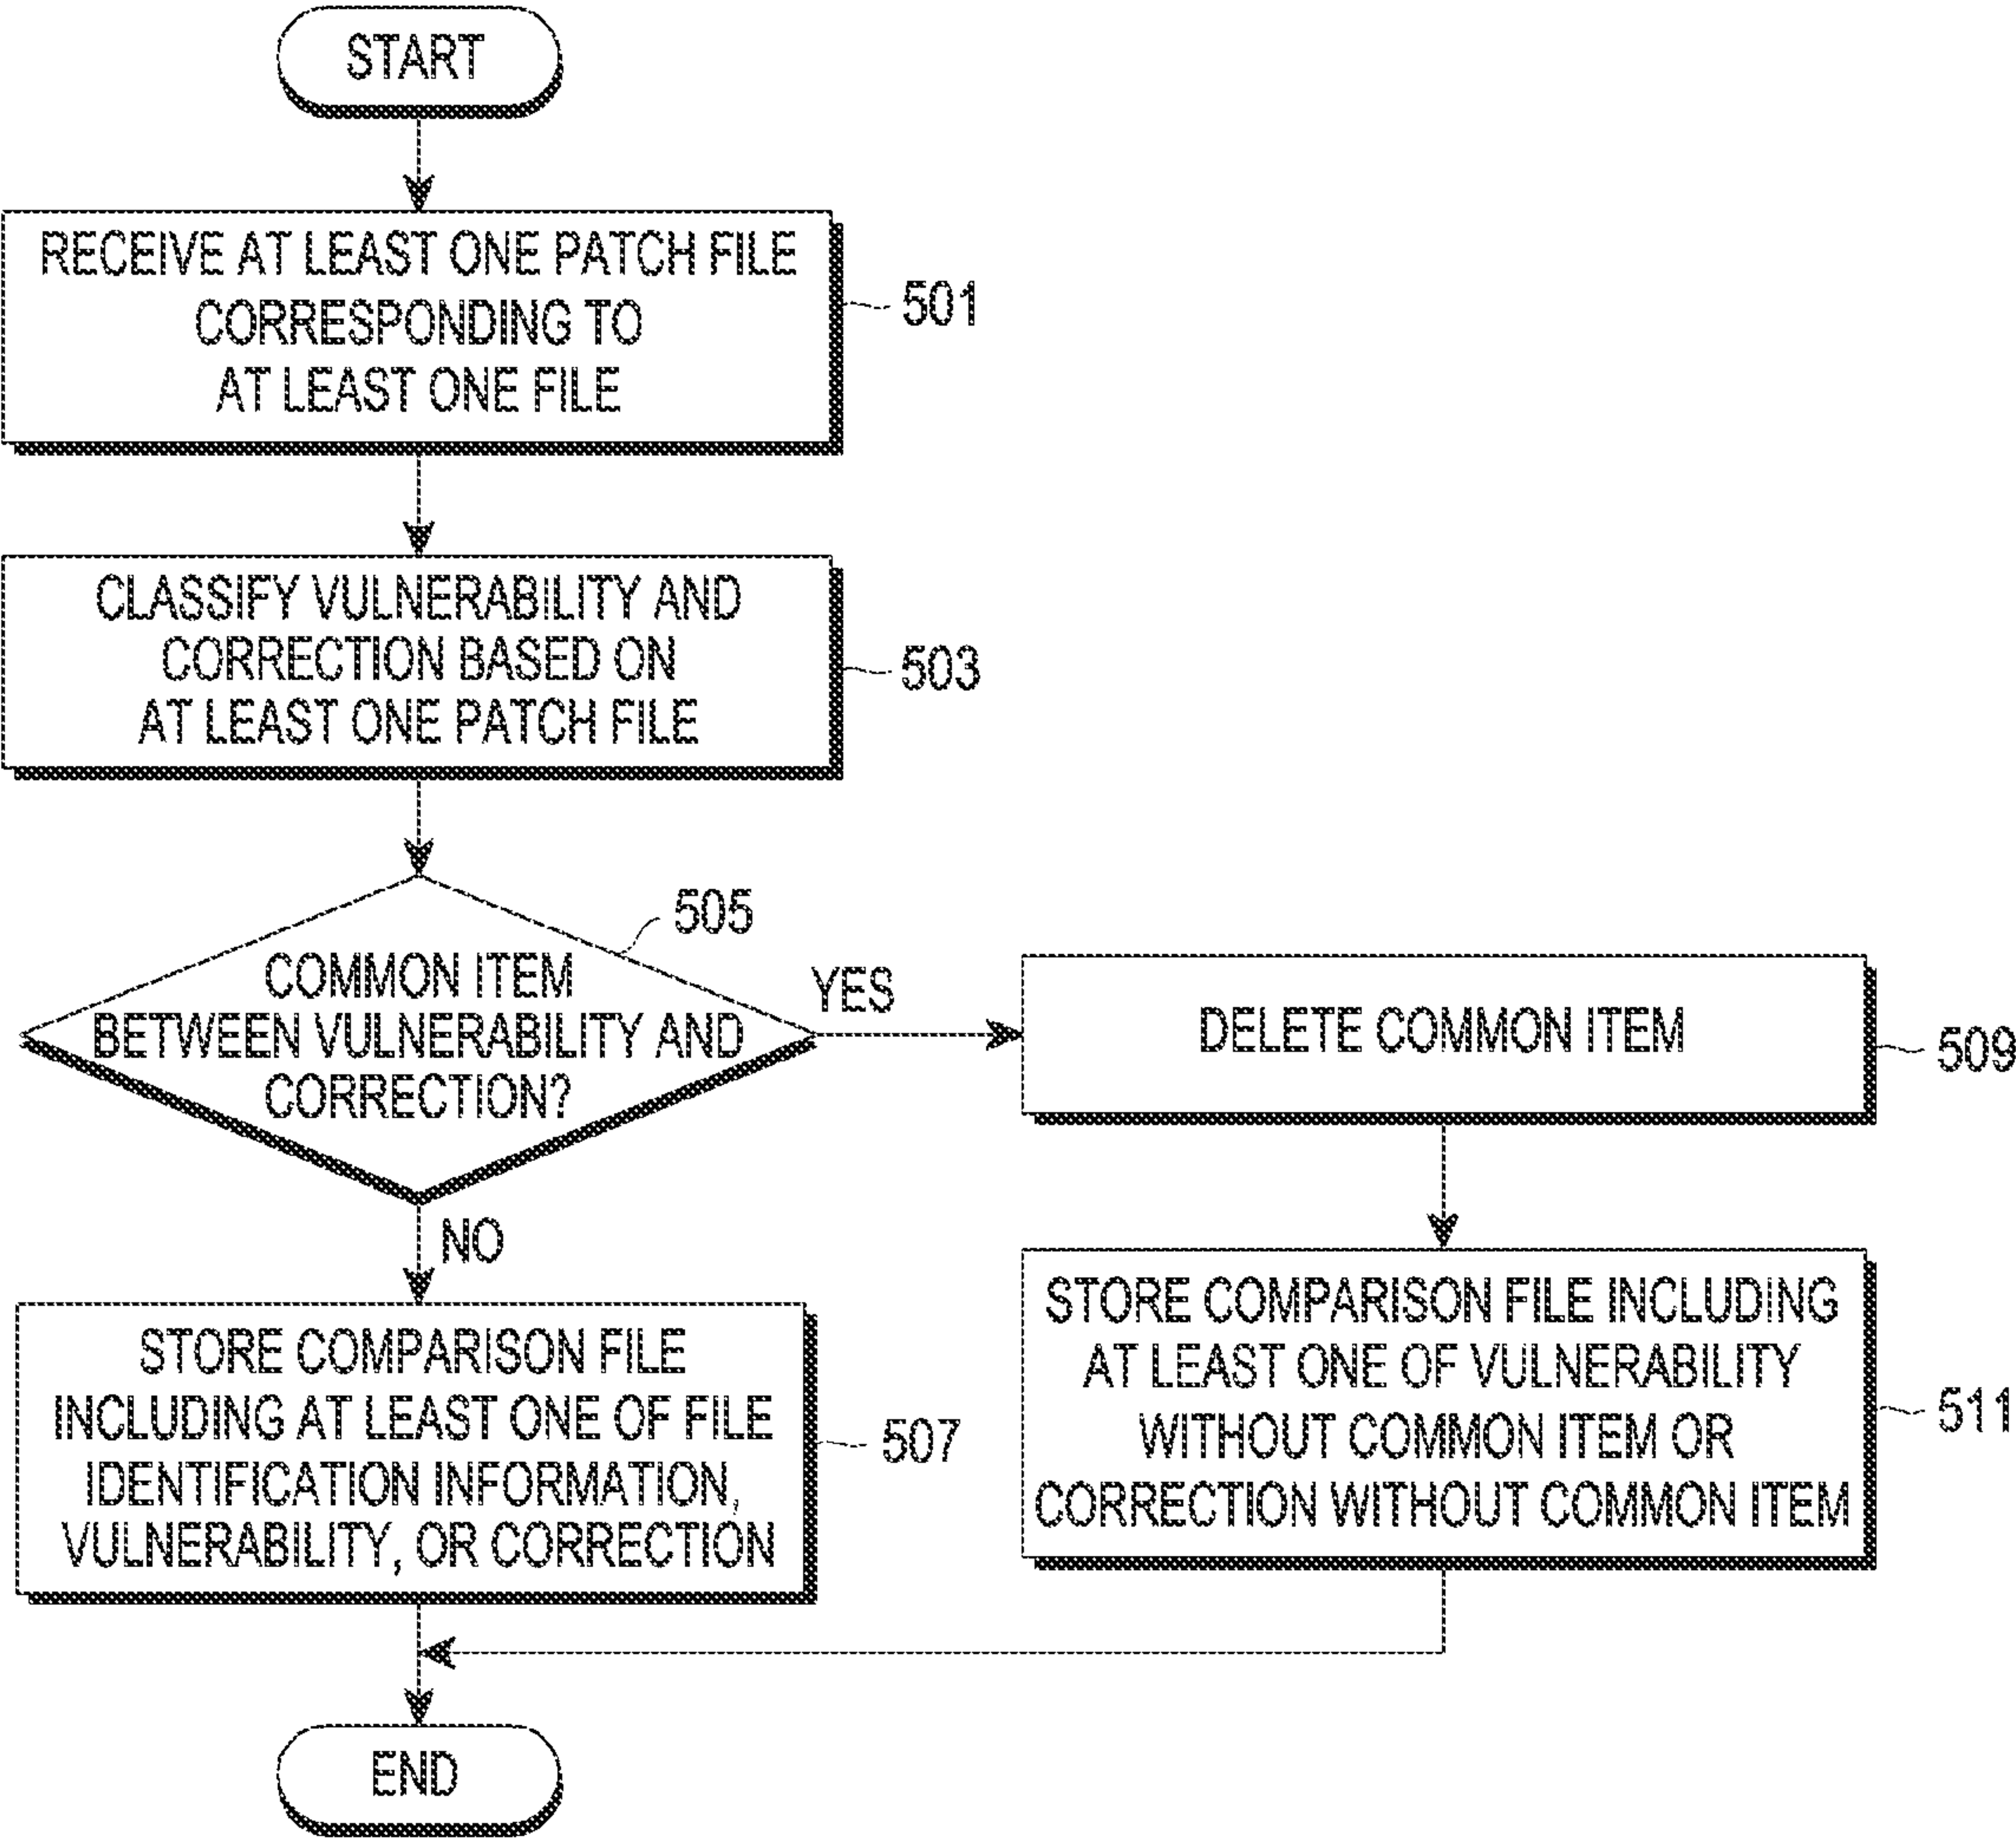 START
RECEIVE AT LEAST ONE PATCH FILE
CORRESPONDING TO
AT LEAST ONE FILE
501
CLASSIFY VULNERABILITY AND
CORRECTION BASED ON
AT LEAST ONE PATCH FILE
503
505
COMMON ITEM
BETWEEN VULNERABILITY AND
CORRECTION?
YES
DELETE COMMON ITEM
509
NO
STORE COMPARISON FILE
INCLUDING AT LEAST ONE OF FILE
IDENTIFICATION INFORMATION,
VULNERABILITY, OR CORRECTION
507
STORE COMPARISON FILE INCLUDING
AT LEAST ONE OF VULNERABILITY
WITHOUT COMMON ITEM OR
CORRECTION WITHOUT COMMON ITEM
511
END